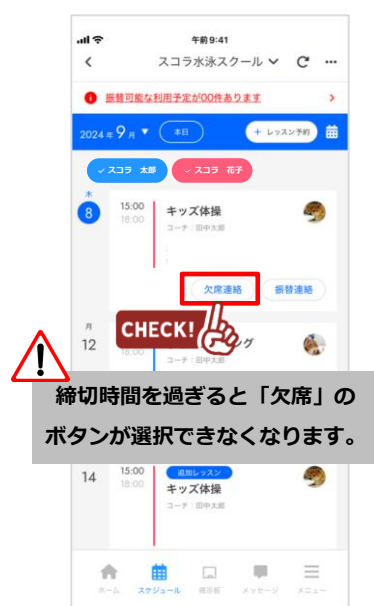 午前9:41
スコラ水泳スクール
振替可能な利用予定が00件あります
2024年 9月 ▼ 本日 + レッスン予約
スコラ 太郎 スコラ 花子
木
8 15:00 キッズ体操
18:00 コーチ：田中太郎
欠席連絡 振替連絡
月
CHECK!
12 グ
18:00 コーチ：田中太郎
締切時間を過ぎると「欠席」の
ボタンが選択できなくなります。
14 15:00 追加レッスン
18:00 キッズ体操
コーチ：田中太郎
ホーム スケジュール 掲示板 メッセージ メニュー